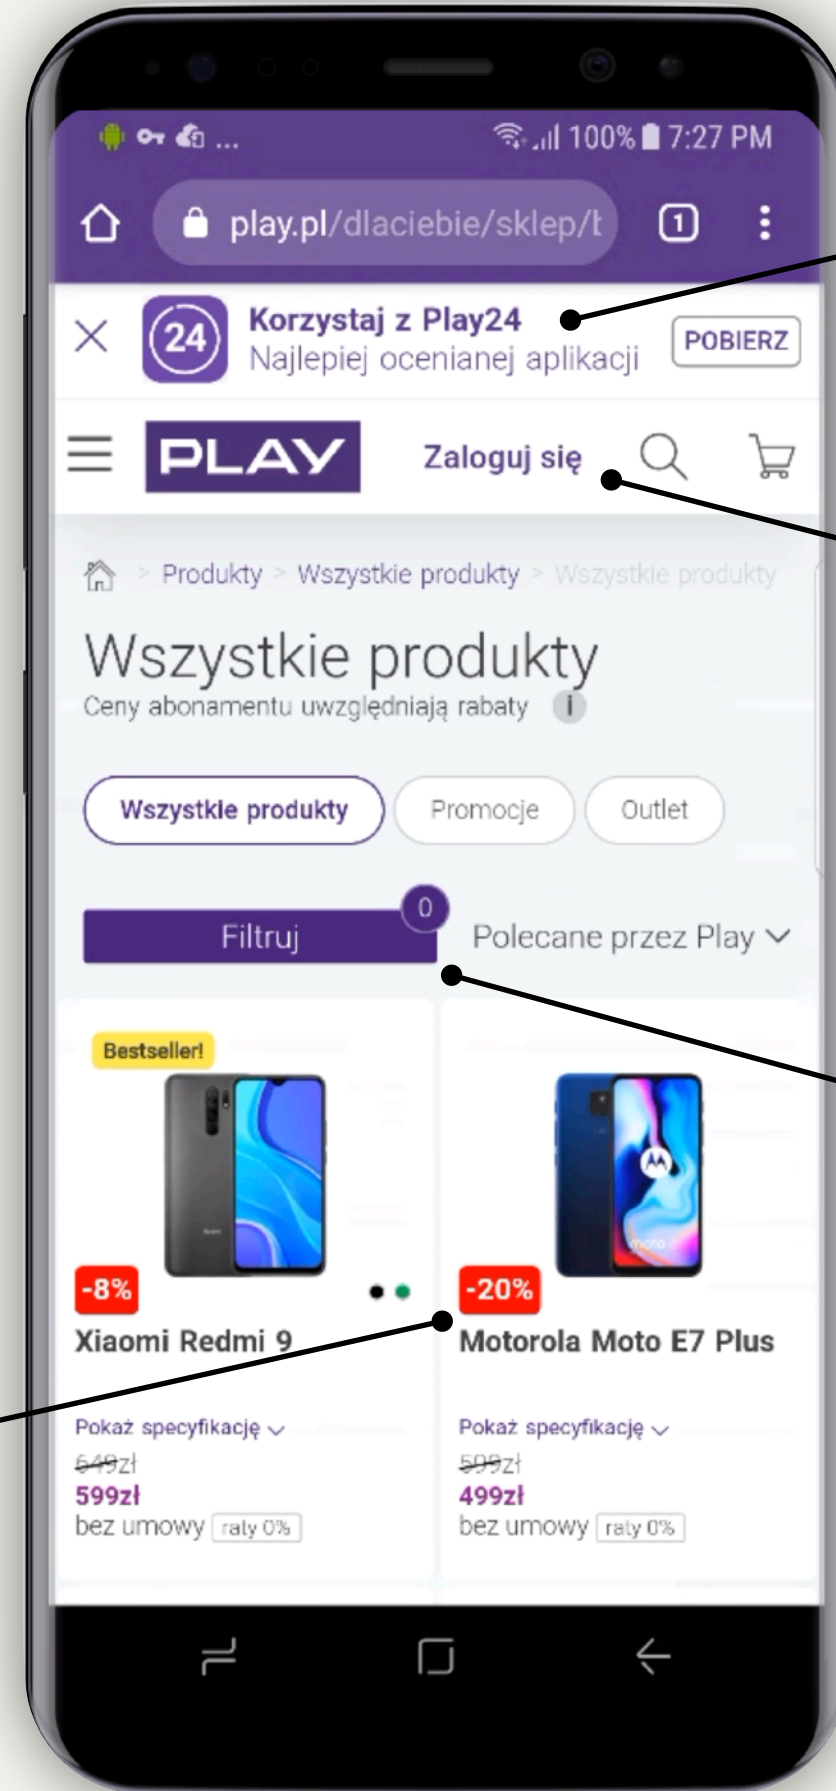 ... 100% 7:27 PM
play.pl/dlaciebie/sklep/b 1
24 Korzystaj z Play24
Najlepiej ocenianej aplikacji POBIERZ
PLAY Zaloguj się
> Produkty > Wszystkie produkty > Wszystkie produkty
Wszystkie produkty
Ceny abonamentu uwzględniają rabaty i
Wszystkie produkty Promocje Outlet
Filtruj 0 Polecane przez Play
Bestseller!
-8%
Xiaomi Redmi 9
Pokaż specyfikację
649zł
599zł
bez umowy raty 0%
-20%
Motorola Moto E7 Plus
Pokaż specyfikację
599zł
499zł
bez umowy raty 0%